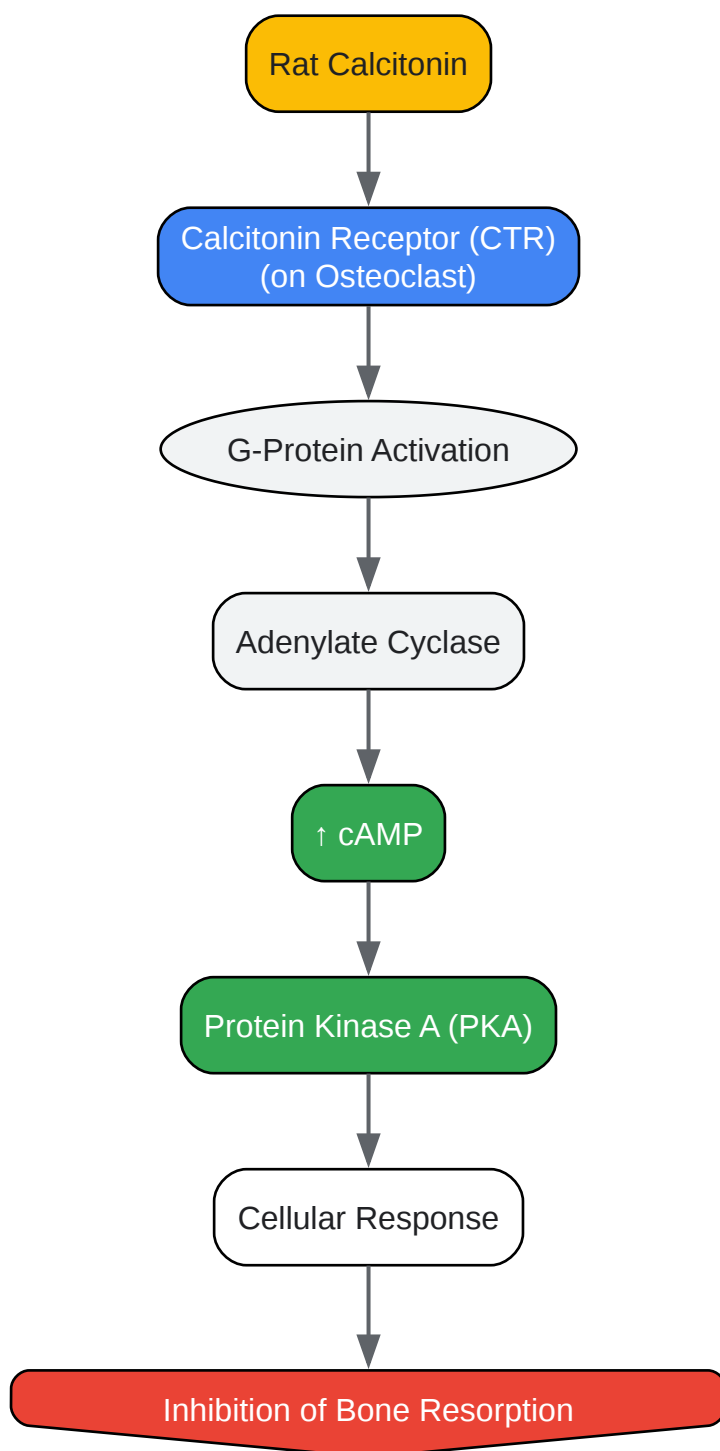 Rat Calcitonin
Calcitonin Receptor (CTR)
(on Osteoclast)
G-Protein Activation
Adenylate Cyclase
↑ cAMP
Protein Kinase A (PKA)
Cellular Response
Inhibition of Bone Resorption